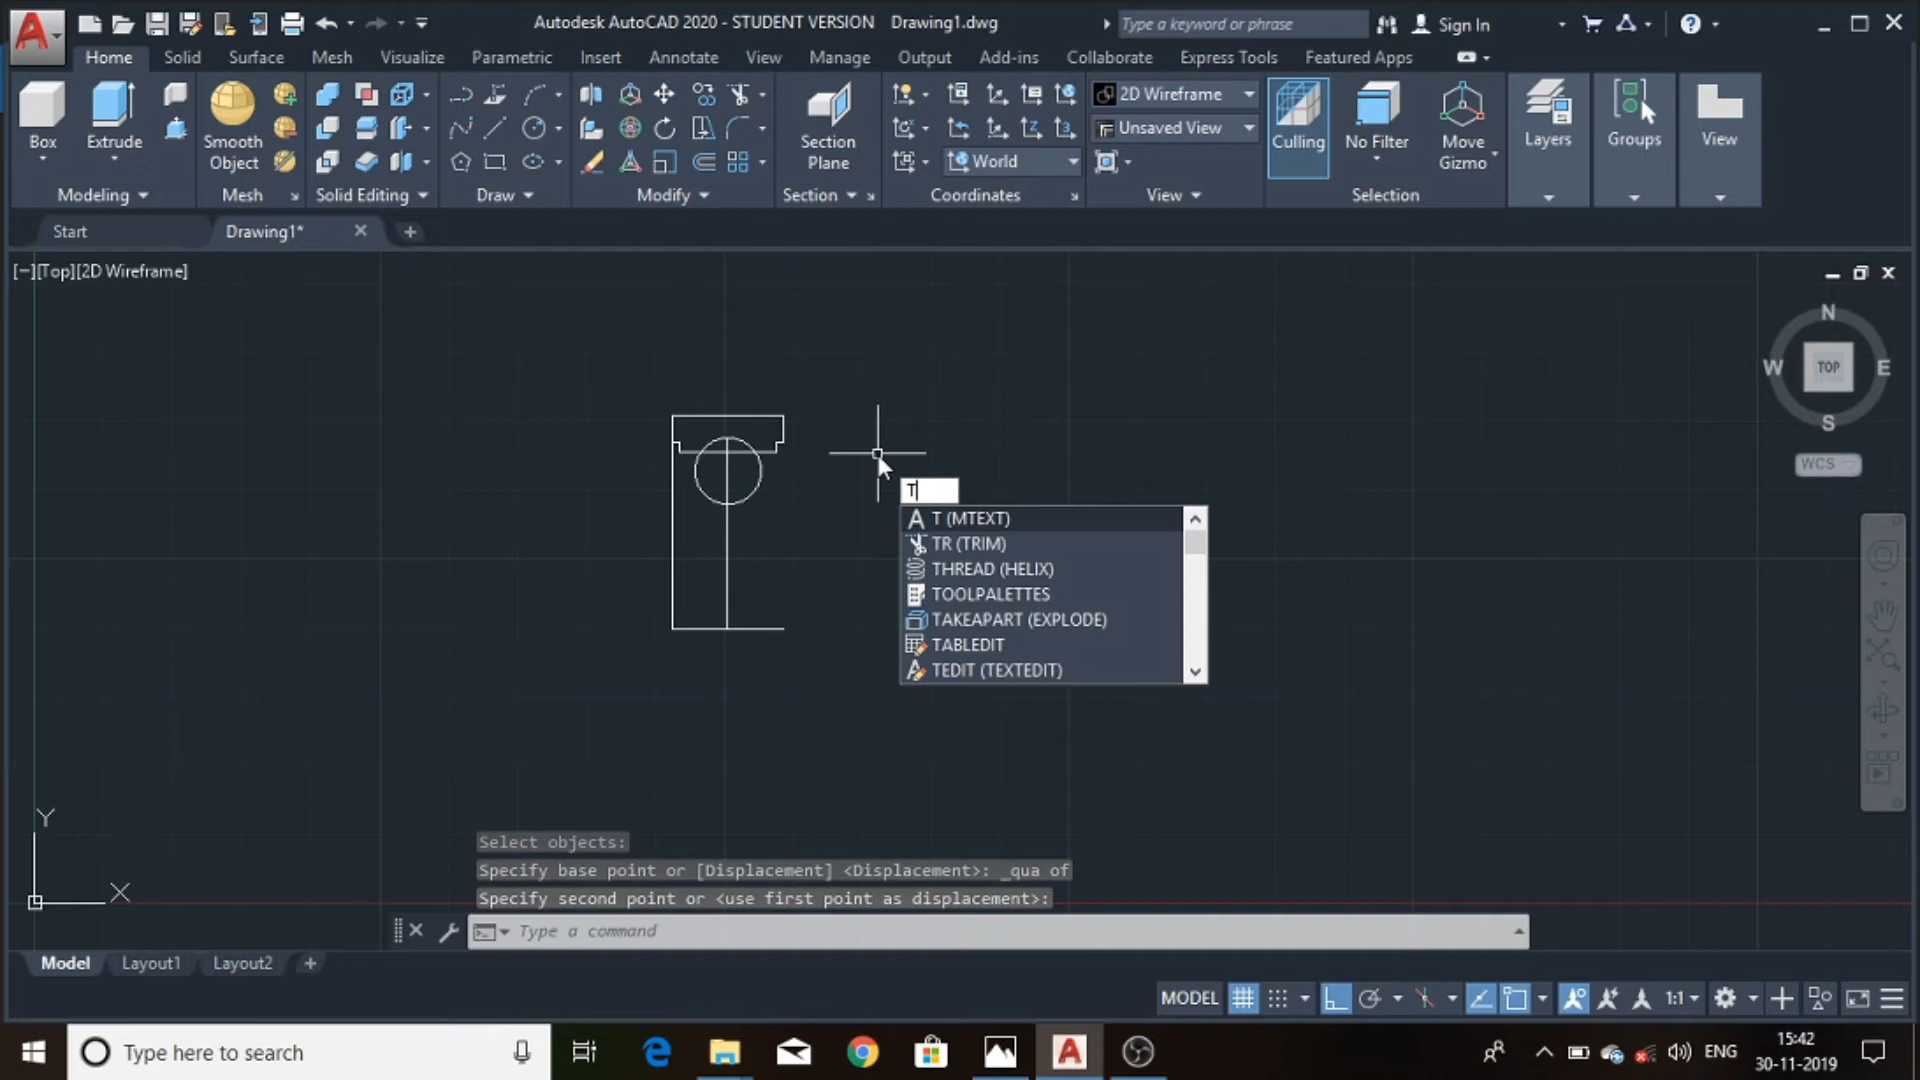 Autodesk AutoCAD 2020 - STUDENT VERSION Drawing1.dwg
Type a keyword or phrase
Sign In
Home Solid Surface Mesh Visualize Parametric Insert Annotate View Manage Output Add-ins Collaborate Express Tools Featured Apps
Box
Extrude
Smooth
Object
Section
Plane
2D Wireframe
Unsaved View
World
Culling
No Filter
Move
Gizmo
Layers
Groups
View
Modeling
Mesh
Solid Editing
Draw
Modify
Section
Coordinates
View
Selection
Start
Drawing1*
[−][Top][2D Wireframe]
N
W
TOP
E
S
WCS
T
T (MTEXT)
TR (TRIM)
THREAD (HELIX)
TOOLPALETTES
TAKEAPART (EXPLODE)
TABLEDIT
TEDIT (TEXTEDIT)
Y
X
Select objects:
Specify base point or [Displacement] <Displacement>: _qua of
Specify second point or <use first point as displacement>:
Type a command
Model
Layout1
Layout2
MODEL
1:1
Type here to search
ENG
15:42
30-11-2019